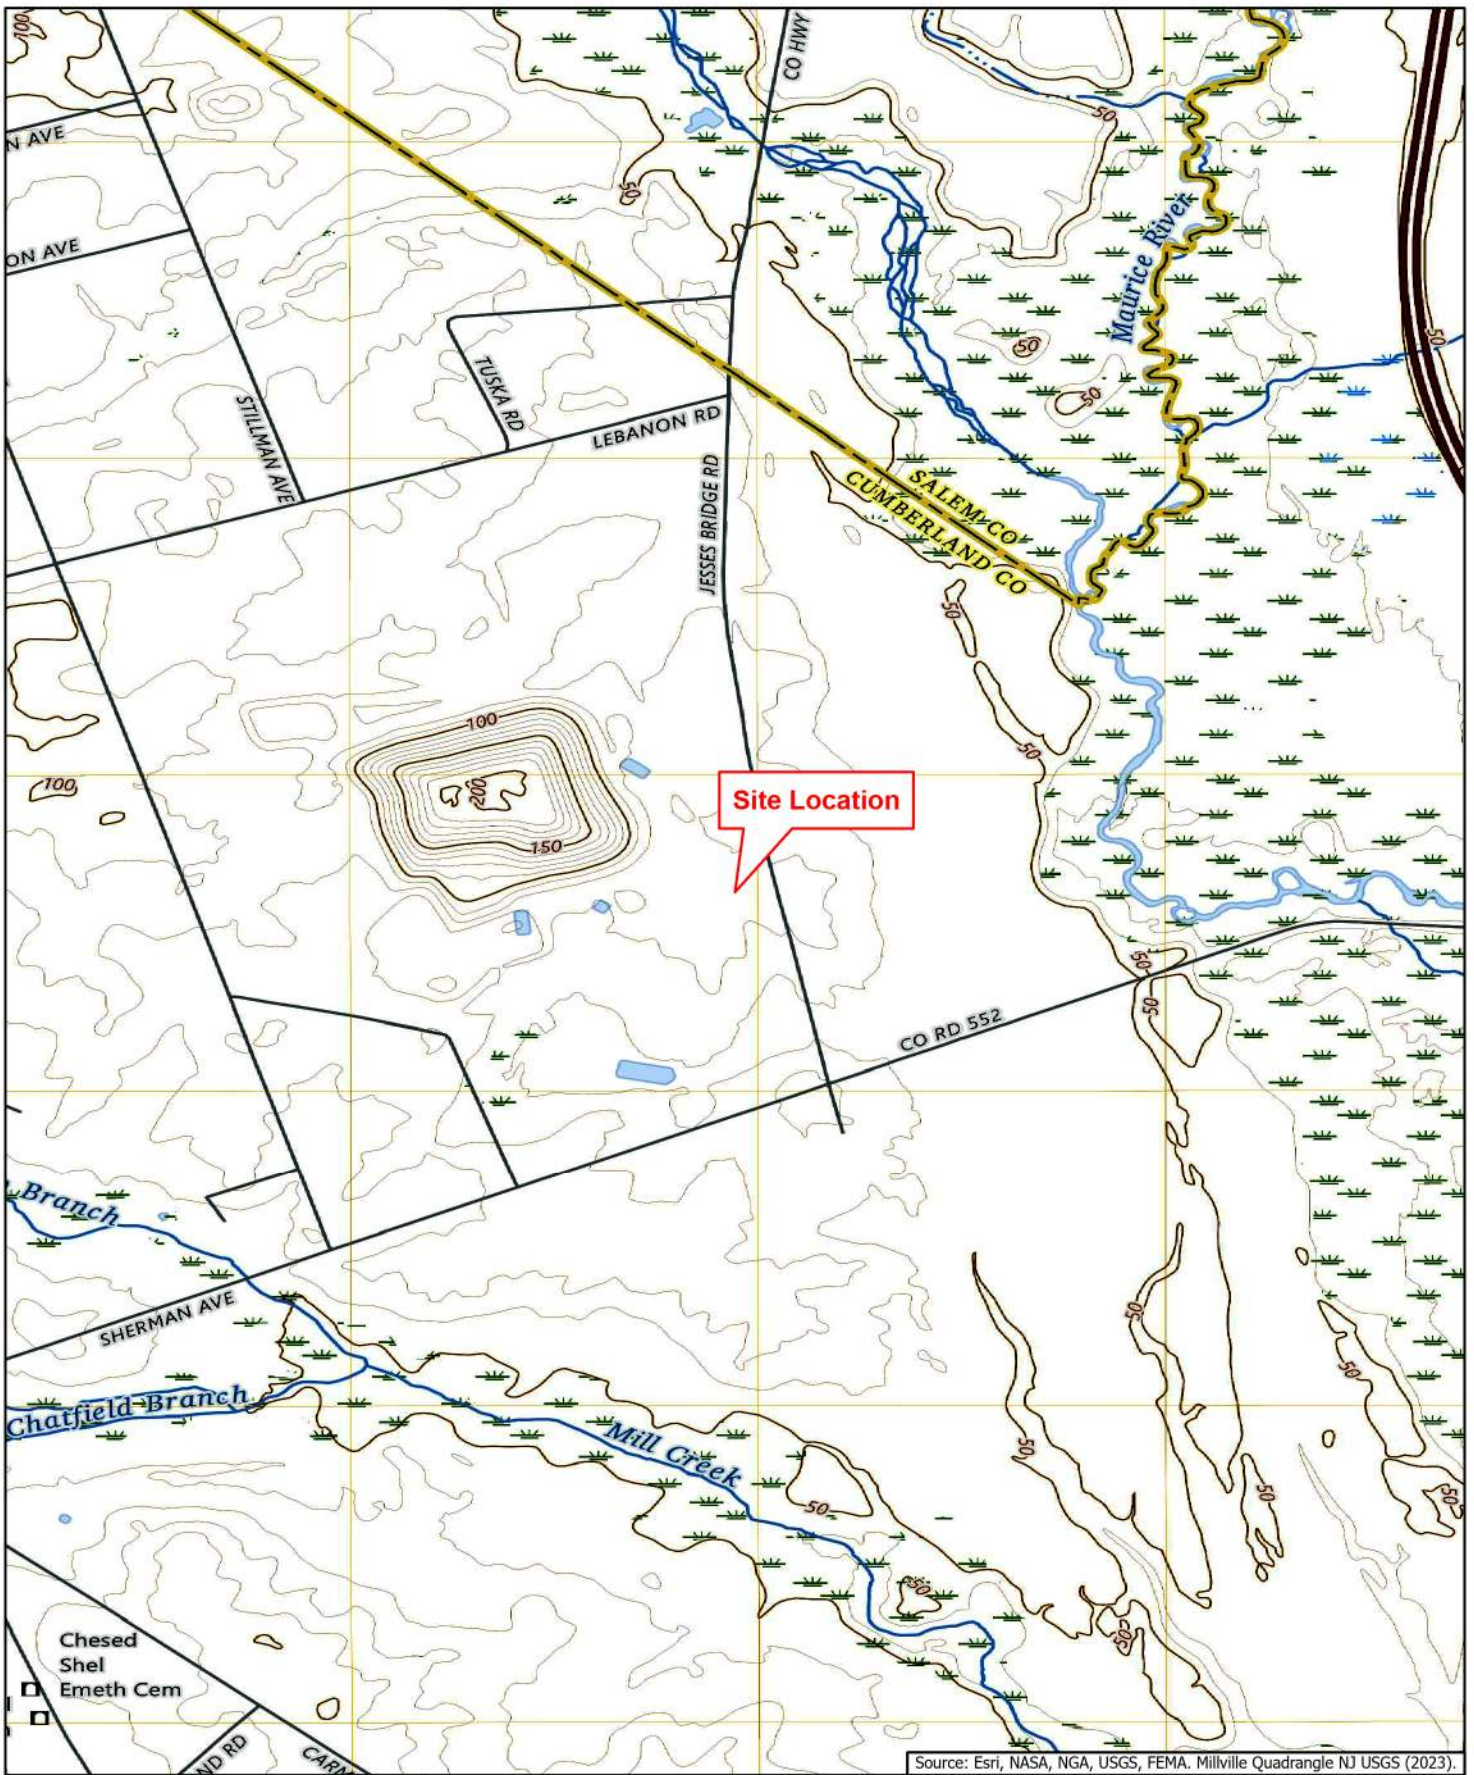 100
CO HWY
50
N AVE
50
ON AVE
Maurice River
50
50
50
TUSKA RD
LEBANON RD
STILLMAN AVE
JESSES BRIDGE RD
SALEM CO
CUMBERLAND CO
50
100
50
100
200
Site Location
150
50
50
CO RD 552
Branch
SHERMAN AVE
50
50
Chatfield Branch
Mill Creek
50
50
50
50
50
50
Chesed
Shel
Emeth Cem
ND RD
CARM
Source: Esri, NASA, NGA, USGS, FEMA. Millville Quadrangle NJ USGS (2023).